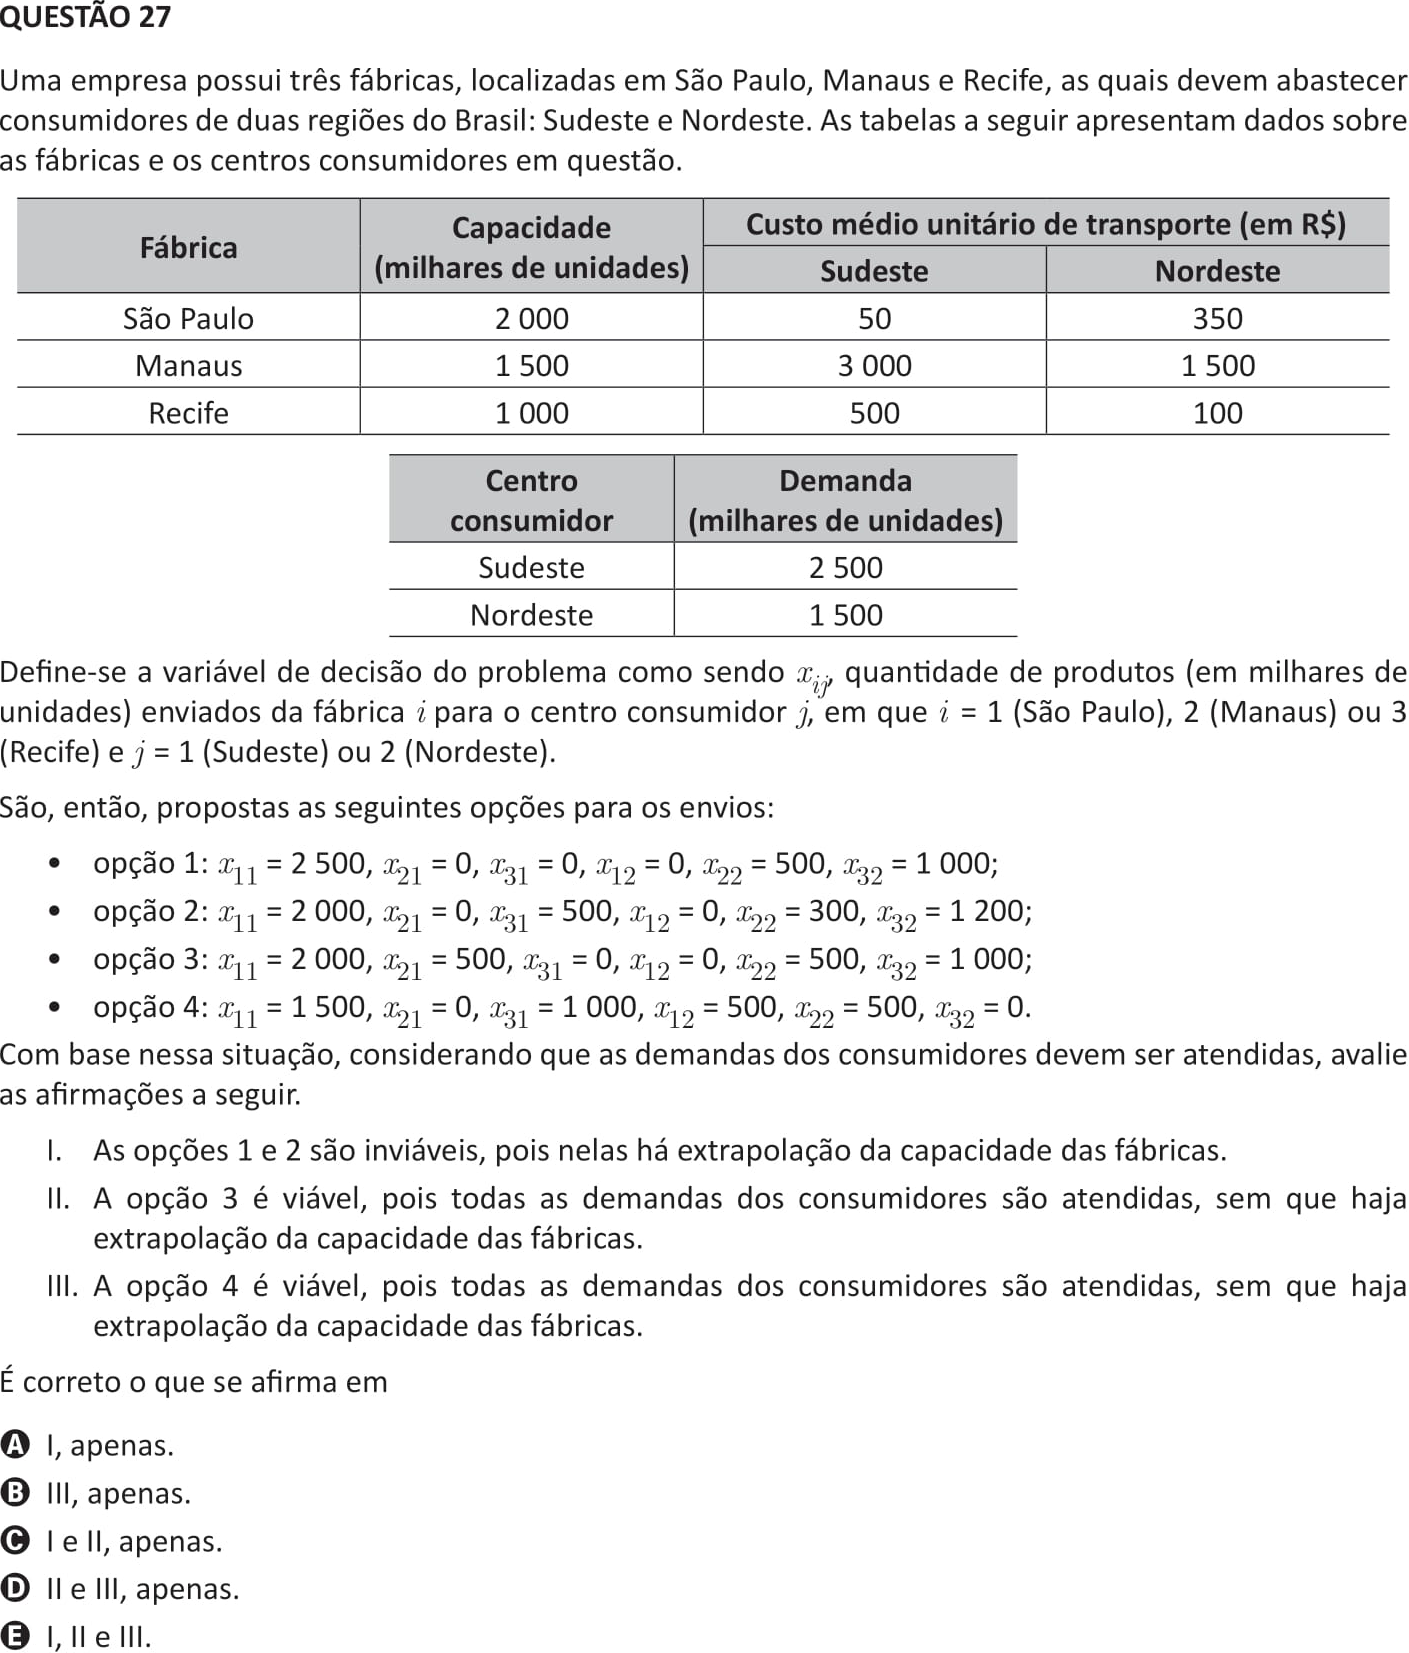 QUESTÃO 27
Uma empresa possui três fábricas, localizadas em São Paulo, Manaus e Recife, as quais devem abastecer
consumidores de duas regiões do Brasil: Sudeste e Nordeste. As tabelas a seguir apresentam dados sobre
as fábricas e os centros consumidores em questão.
Fábrica | Capacidade (milhares de unidades) | Custo médio unitário de transporte (em R$)
Sudeste | Nordeste
São Paulo | 2 000 | 50 | 350
Manaus | 1 500 | 3 000 | 1 500
Recife | 1 000 | 500 | 100
Centro consumidor | Demanda (milhares de unidades)
Sudeste | 2 500
Nordeste | 1 500
Define-se a variável de decisão do problema como sendo x_{ij}, quantidade de produtos (em milhares de
unidades) enviados da fábrica i para o centro consumidor j, em que i = 1 (São Paulo), 2 (Manaus) ou 3
(Recife) e j = 1 (Sudeste) ou 2 (Nordeste).
São, então, propostas as seguintes opções para os envios:
• opção 1: x_{11} = 2 500, x_{21} = 0, x_{31} = 0, x_{12} = 0, x_{22} = 500, x_{32} = 1 000;
• opção 2: x_{11} = 2 000, x_{21} = 0, x_{31} = 500, x_{12} = 0, x_{22} = 300, x_{32} = 1 200;
• opção 3: x_{11} = 2 000, x_{21} = 500, x_{31} = 0, x_{12} = 0, x_{22} = 500, x_{32} = 1 000;
• opção 4: x_{11} = 1 500, x_{21} = 0, x_{31} = 1 000, x_{12} = 500, x_{22} = 500, x_{32} = 0.
Com base nessa situação, considerando que as demandas dos consumidores devem ser atendidas, avalie
as afirmações a seguir.
I. As opções 1 e 2 são inviáveis, pois nelas há extrapolação da capacidade das fábricas.
II. A opção 3 é viável, pois todas as demandas dos consumidores são atendidas, sem que haja
extrapolação da capacidade das fábricas.
III. A opção 4 é viável, pois todas as demandas dos consumidores são atendidas, sem que haja
extrapolação da capacidade das fábricas.
É correto o que se afirma em
A I, apenas.
B III, apenas.
C I e II, apenas.
D II e III, apenas.
E I, II e III.